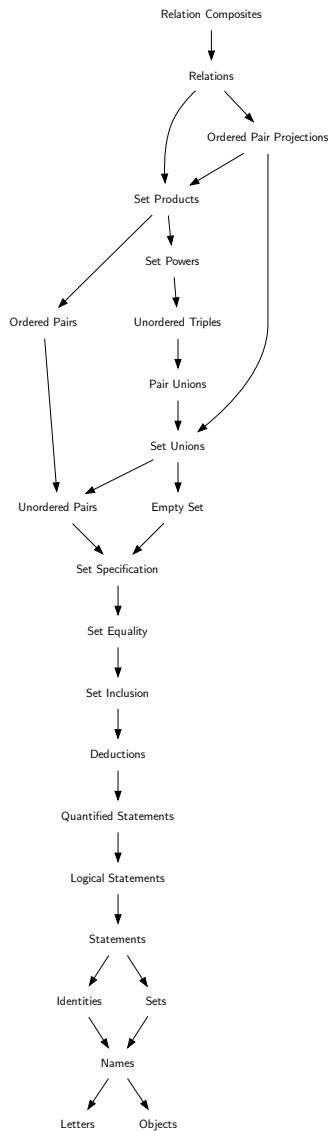 Relation Composites
Relations
Ordered Pair Projections
Set Products
Set Powers
Ordered Pairs
Unordered Triples
Pair Unions
Set Unions
Unordered Pairs
Empty Set
Set Specification
Set Equality
Set Inclusion
Deductions
Quantified Statements
Logical Statements
Statements
Identities
Sets
Names
Letters
Objects